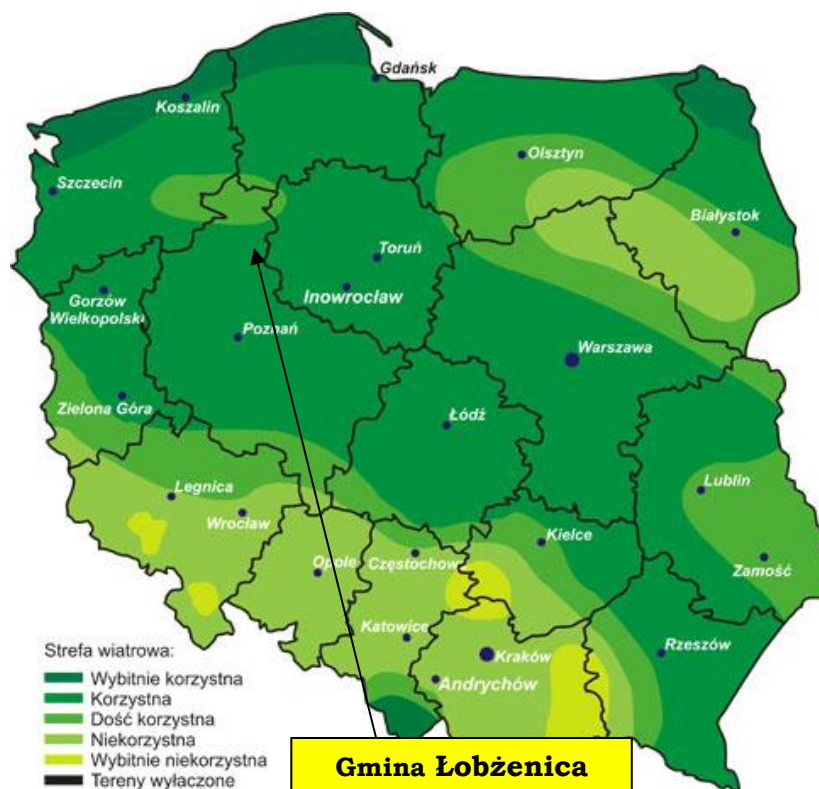 Gdańsk
Koszalin
Olsztyn
Szczecin
Białystok
Toruń
Inowrocław
Gorzów
Wielkopolski
Poznań
Warszawa
Zielona Góra
Łódź
Legnica
Wrocław
Lublin
Kielce
Opole
Częstochowa
Zamość
Katowice
Kraków
Rzeszów
Andrychów
Strefa wiatrowa:
Wybitnie korzystna
Korzystna
Dość korzystna
Niekorzystna
Wybitnie niekorzystna
Tereny wyłączone
Gmina Łobżenica